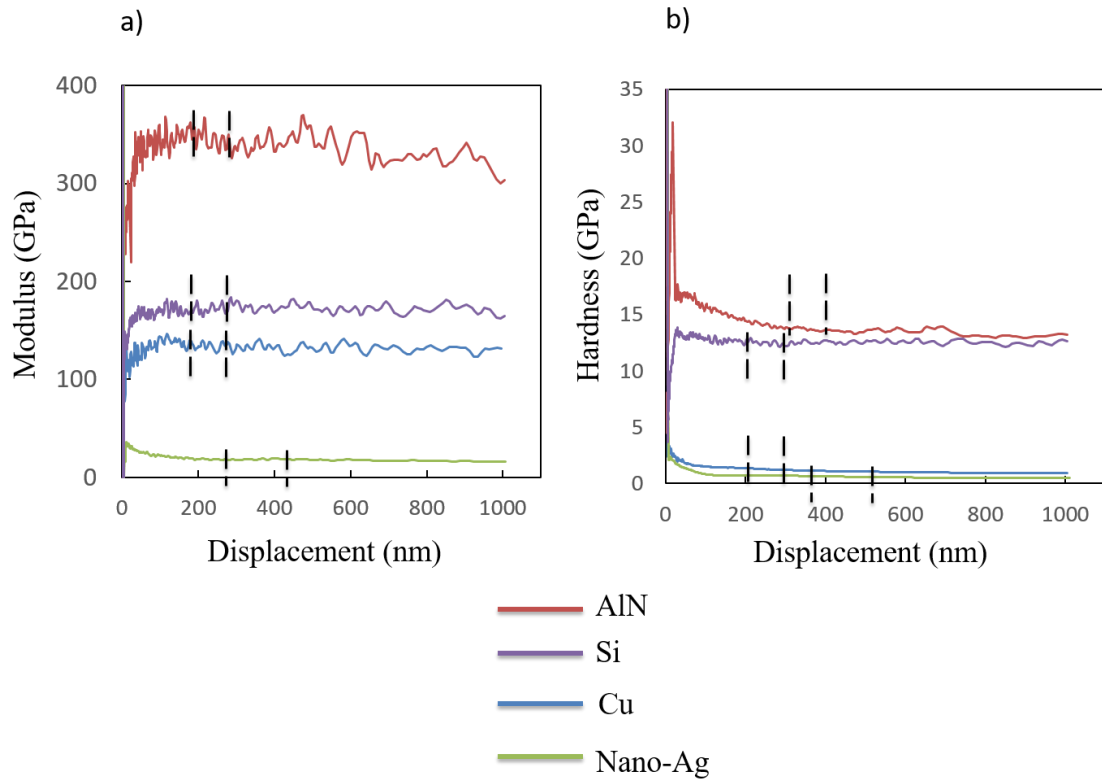 a)
b)
Modulus (GPa)
400
300
200
100
0
0 200 400 600 800 1000
Displacement (nm)
Hardness (GPa)
35
30
25
20
15
10
5
0
0 200 400 600 800 1000
Displacement (nm)
AlN
Si
Cu
Nano-Ag